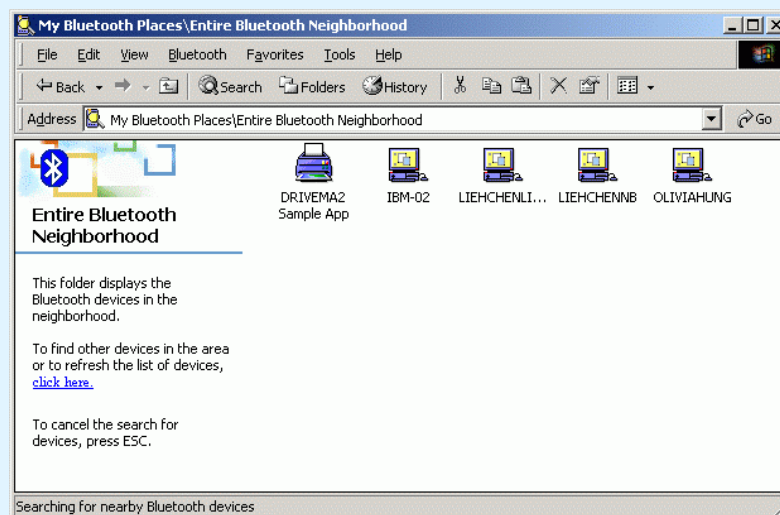 My Bluetooth Places\Entire Bluetooth Neighborhood
File Edit View Bluetooth Favorites Tools Help
Back Search Folders History
Address My Bluetooth Places\Entire Bluetooth Neighborhood Go
Entire Bluetooth
Neighborhood
This folder displays the
Bluetooth devices in the
neighborhood.
To find other devices in the area
or to refresh the list of devices,
click here.
To cancel the search for
devices, press ESC.
DRIVEMA2 IBM-02 LIEHCHENLI... LIEHCHENNB OLIVIAHUNG
Sample App
Searching for nearby Bluetooth devices